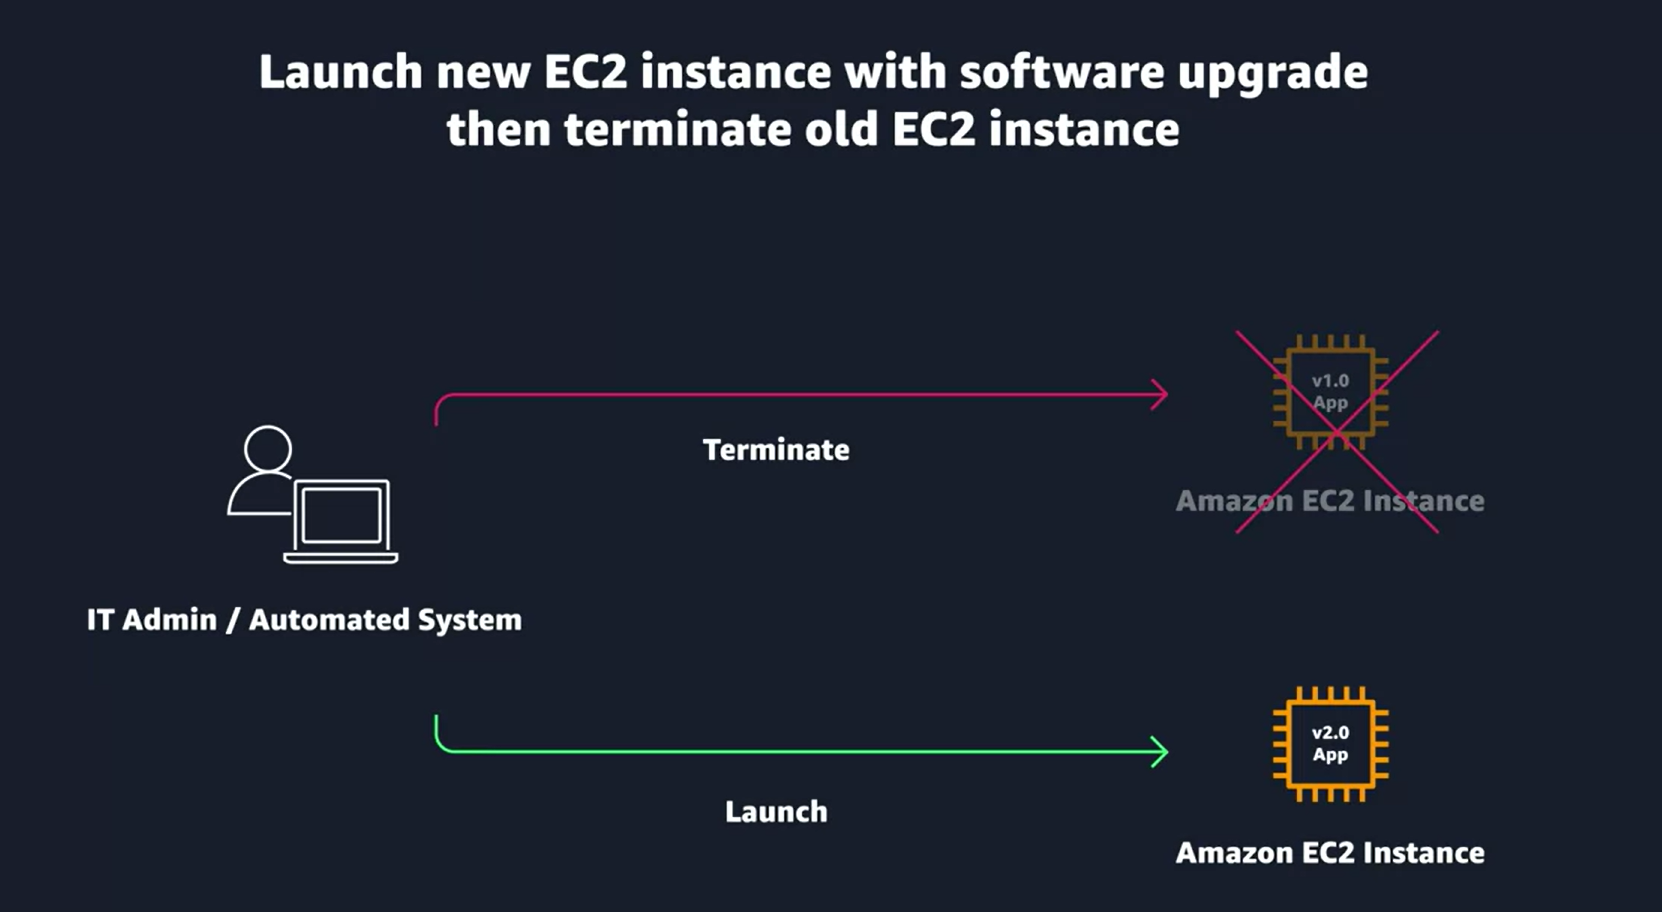 Launch new EC2 instance with software upgrade
then terminate old EC2 instance
v1.0
App
Terminate
Amazon EC2 Instance
IT Admin / Automated System
v2.0
App
Launch
Amazon EC2 Instance